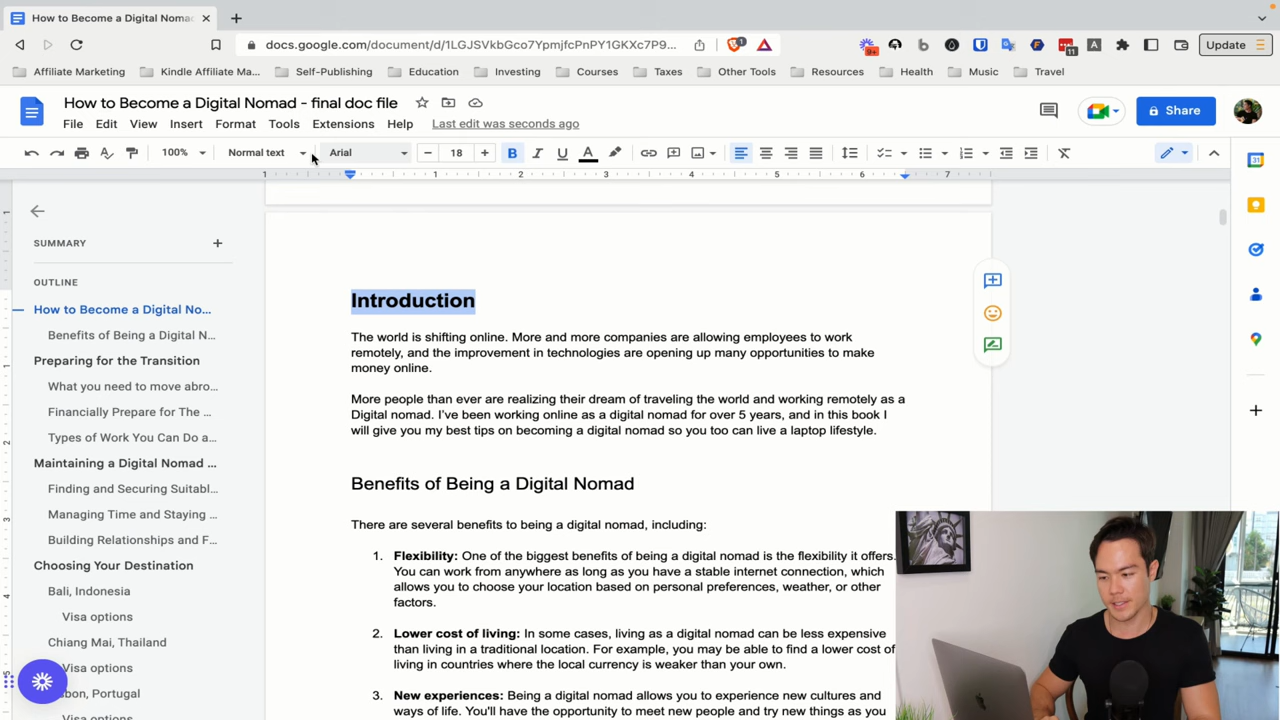 How to Become a Digital Noma
docs.google.com/document/d/1LGJSVkbGco7YpmjfcPnPY1GKXc7P9...
1
9+
11
Update
Affiliate Marketing
Kindle Affiliate Ma...
Self-Publishing
Education
Investing
Courses
Taxes
Other Tools
Resources
Health
Music
Travel
How to Become a Digital Nomad - final doc file
File Edit View Insert Format Tools Extensions Help Last edit was seconds ago
Share
100% Normal text Arial 18
1 1 2 3 4 5 6 7
SUMMARY
OUTLINE
How to Become a Digital No...
Benefits of Being a Digital N...
Preparing for the Transition
What you need to move abro...
Financially Prepare for The ...
Types of Work You Can Do a...
Maintaining a Digital Nomad ...
Finding and Securing Suitabl...
Managing Time and Staying ...
Building Relationships and F...
Choosing Your Destination
Bali, Indonesia
Visa options
Chiang Mai, Thailand
Visa options
bon, Portugal
Visa options
Introduction
The world is shifting online. More and more companies are allowing employees to work
remotely, and the improvement in technologies are opening up many opportunities to make
money online.
More people than ever are realizing their dream of traveling the world and working remotely as a
Digital nomad. I've been working online as a digital nomad for over 5 years, and in this book I
will give you my best tips on becoming a digital nomad so you too can live a laptop lifestyle.
Benefits of Being a Digital Nomad
There are several benefits to being a digital nomad, including:
1. Flexibility: One of the biggest benefits of being a digital nomad is the flexibility it offers.
You can work from anywhere as long as you have a stable internet connection, which
allows you to choose your location based on personal preferences, weather, or other
factors.
2. Lower cost of living: In some cases, living as a digital nomad can be less expensive
than living in a traditional location. For example, you may be able to find a lower cost of
living in countries where the local currency is weaker than your own.
3. New experiences: Being a digital nomad allows you to experience new cultures and
ways of life. You'll have the opportunity to meet new people and try new things as you